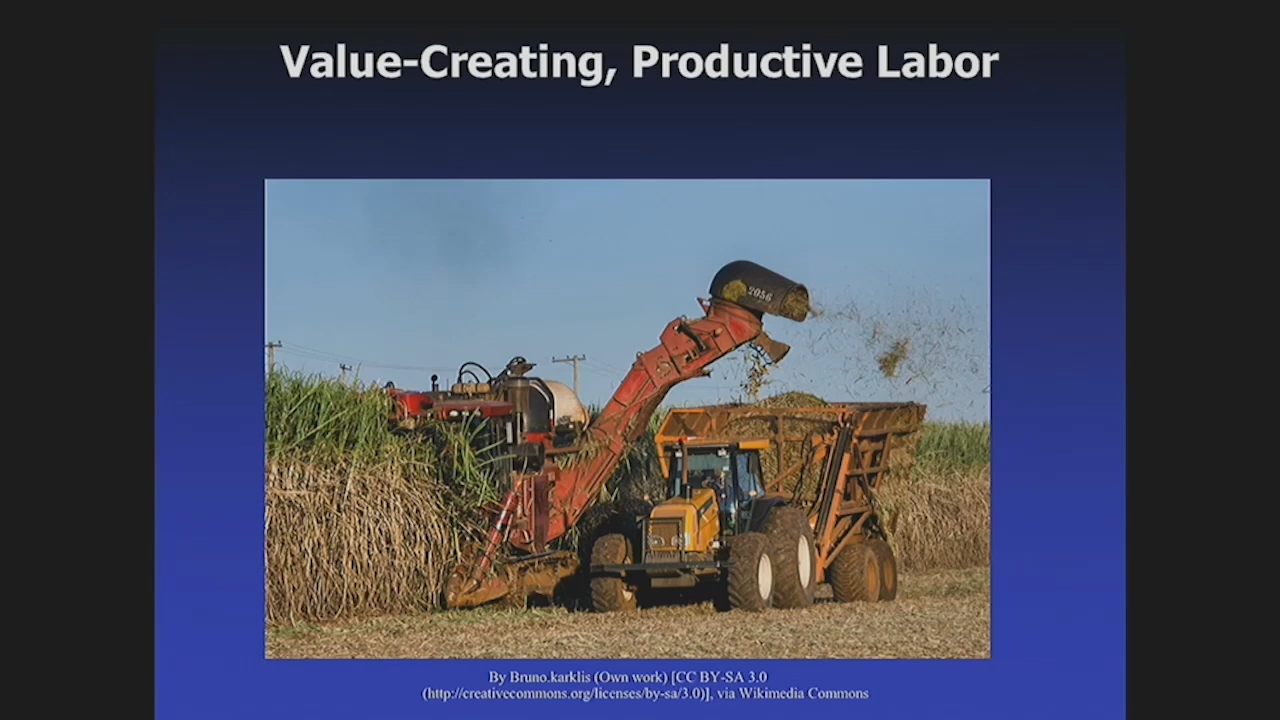 Value-Creating, Productive Labor
2056
By Bruno.karklis (Own work) [CC BY-SA 3.0
(http://creativecommons.org/licenses/by-sa/3.0)], via Wikimedia Commons